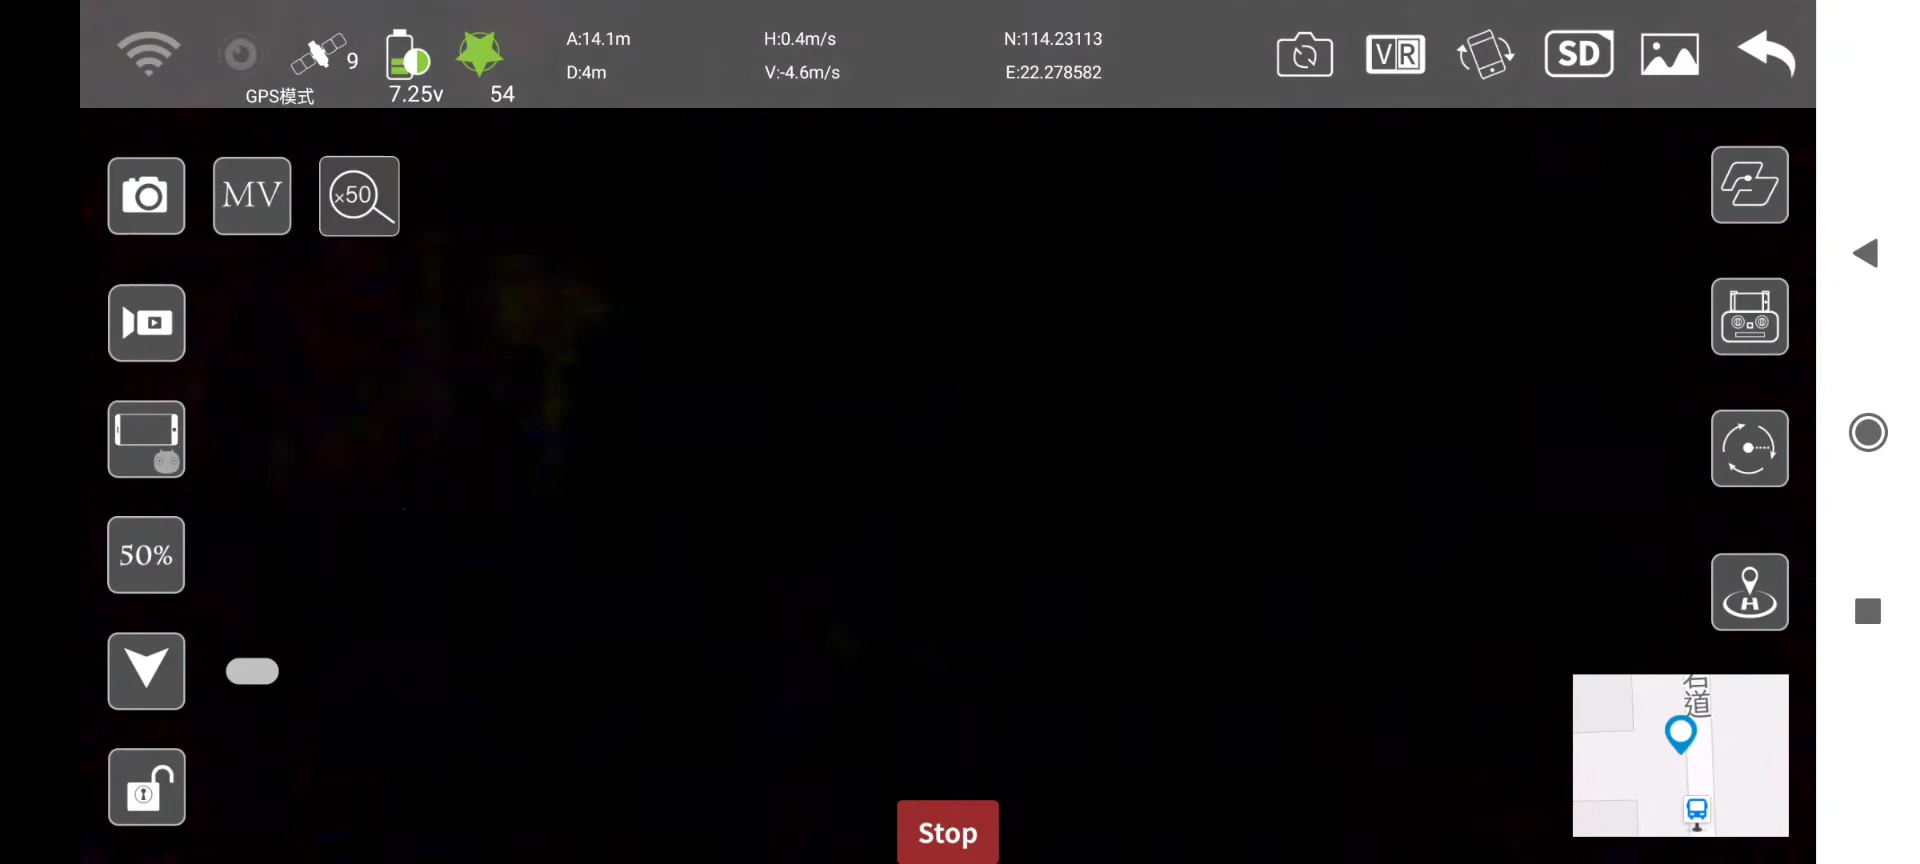 9
GPS模式
7.25v
54
A:14.1m
D:4m
H:0.4m/s
V:-4.6m/s
N:114.23113
E:22.278582
VR
SD
MV
×50
50%
H
道
Stop